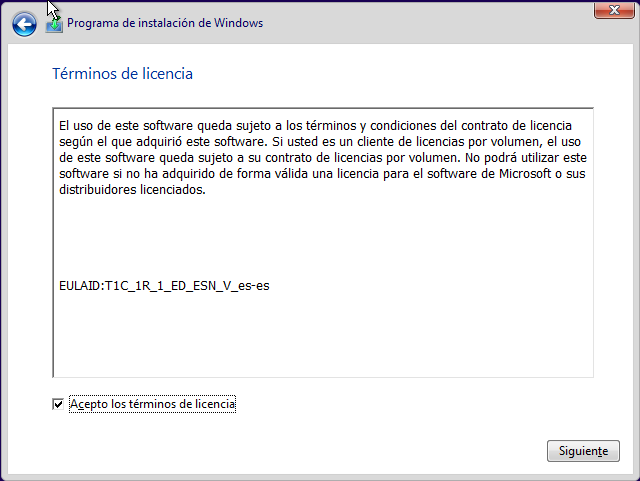 Programa de instalación de Windows
Términos de licencia
El uso de este software queda sujeto a los términos y condiciones del contrato de licencia
según el que adquirió este software. Si usted es un cliente de licencias por volumen, el uso
de este software queda sujeto a su contrato de licencias por volumen. No podrá utilizar este
software si no ha adquirido de forma válida una licencia para el software de Microsoft o sus
distribuidores licenciados.
EULAID:T1C_1R_1_ED_ESN_V_es-es
Acepto los términos de licencia
Siguiente